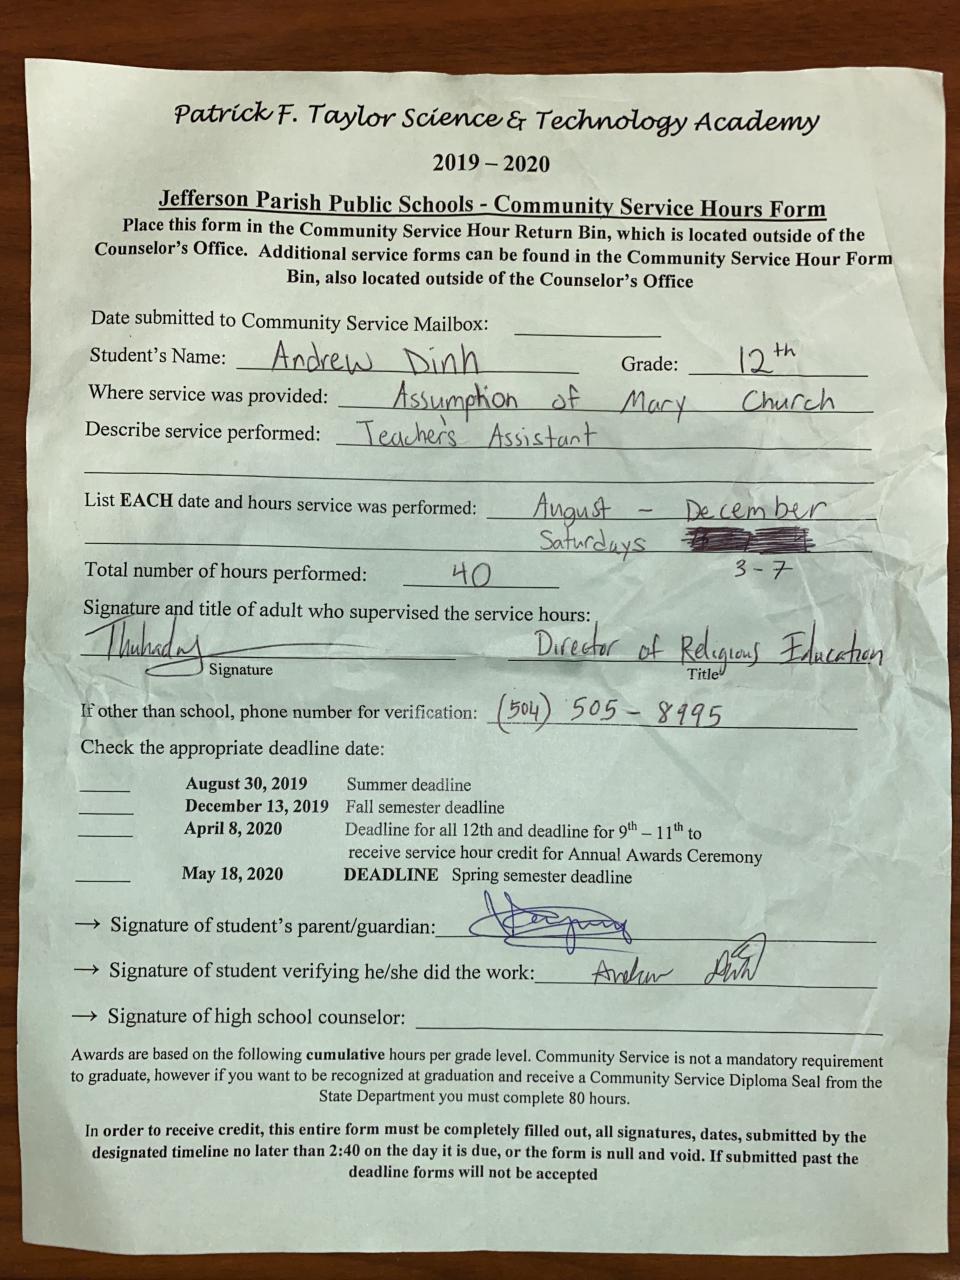 Patrick F. Taylor Science & Technology Academy
2019 – 2020
Jefferson Parish Public Schools - Community Service Hours Form
Place this form in the Community Service Hour Return Bin, which is located outside of the
Counselor's Office. Additional service forms can be found in the Community Service Hour Form
Bin, also located outside of the Counselor's Office
Date submitted to Community Service Mailbox:
Student's Name: Andrew Dinh Grade: 12th
Where service was provided: Assumption of Mary Church
Describe service performed: Teacher's Assistant
List EACH date and hours service was performed: August - December
Saturdays
3-7
Total number of hours performed: 40
Signature and title of adult who supervised the service hours:
Director of Religious Education
Signature Title
If other than school, phone number for verification: (504) 505-8995
Check the appropriate deadline date:
August 30, 2019 Summer deadline
December 13, 2019 Fall semester deadline
April 8, 2020 Deadline for all 12th and deadline for 9th – 11th to
receive service hour credit for Annual Awards Ceremony
May 18, 2020 DEADLINE Spring semester deadline
→ Signature of student's parent/guardian:
→ Signature of student verifying he/she did the work: Andrew Dinh
→ Signature of high school counselor:
Awards are based on the following cumulative hours per grade level. Community Service is not a mandatory requirement
to graduate, however if you want to be recognized at graduation and receive a Community Service Diploma Seal from the
State Department you must complete 80 hours.
In order to receive credit, this entire form must be completely filled out, all signatures, dates, submitted by the
designated timeline no later than 2:40 on the day it is due, or the form is null and void. If submitted past the
deadline forms will not be accepted